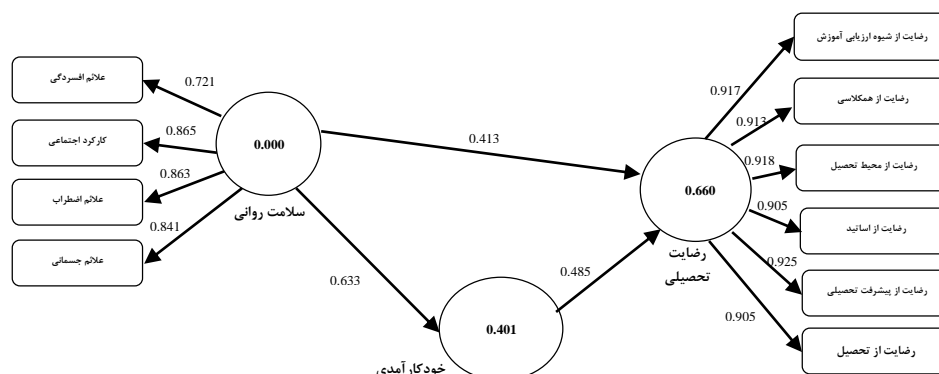 رضایت از شیوه ارزیابی آموزش
علائم افسردگی
0.721
0.917
رضایت از همکلاسی
کارکرد اجتماعی
0.865
0.000
0.413
0.913
رضایت از محیط تحصیل
0.918
علائم اضطراب
0.863
0.660
سلامت روانی
0.905
رضایت از اساتید
علائم جسمانی
0.841
رضایت
تحصیلی
0.633
0.485
0.925
رضایت از پیشرفت تحصیلی
0.401
0.905
رضایت از تحصیل
خودکارآمدی